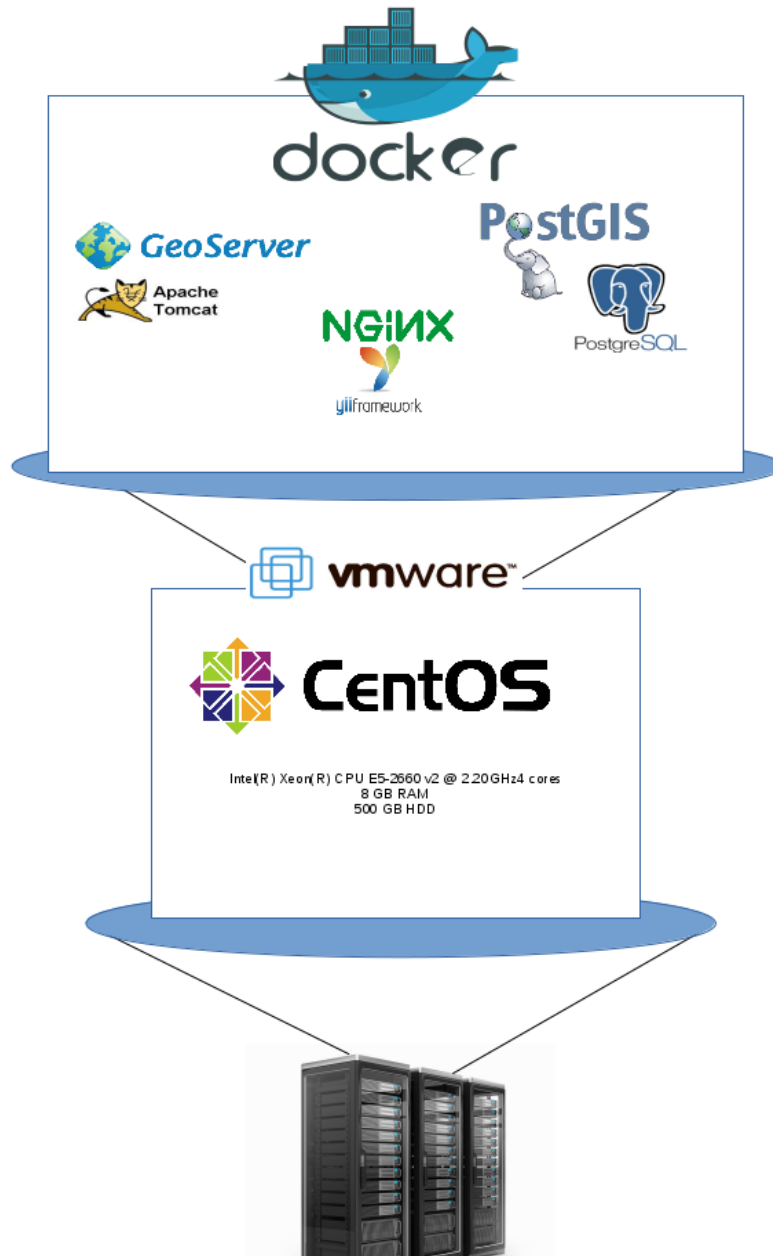 docker
GeoServer
PostGIS
Apache
Tomcat
PostgreSQL
NGiNX
yiiframework
vmware™
CentOS
Intel(R) Xeon(R) CPU E5-2660 v2 @ 2.20GHz4 cores
8 GB RAM
500 GB HDD